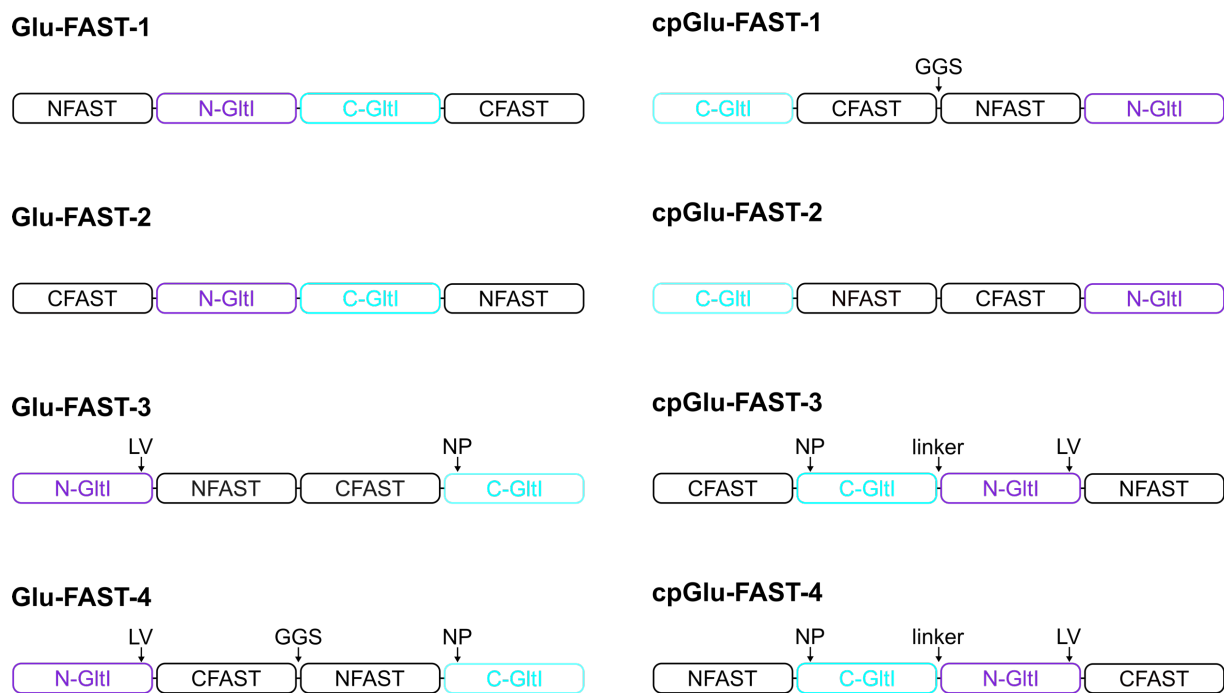 Glu-FAST-1
NFAST N-GltI C-GltI CFAST
cpGlu-FAST-1
GGS
C-GltI CFAST NFAST N-GltI
Glu-FAST-2
CFAST N-GltI C-GltI NFAST
cpGlu-FAST-2
C-GltI NFAST CFAST N-GltI
Glu-FAST-3
LV NP
N-GltI NFAST CFAST C-GltI
cpGlu-FAST-3
NP linker LV
CFAST C-GltI N-GltI NFAST
Glu-FAST-4
LV GGS NP
N-GltI CFAST NFAST C-GltI
cpGlu-FAST-4
NP linker LV
NFAST C-GltI N-GltI CFAST